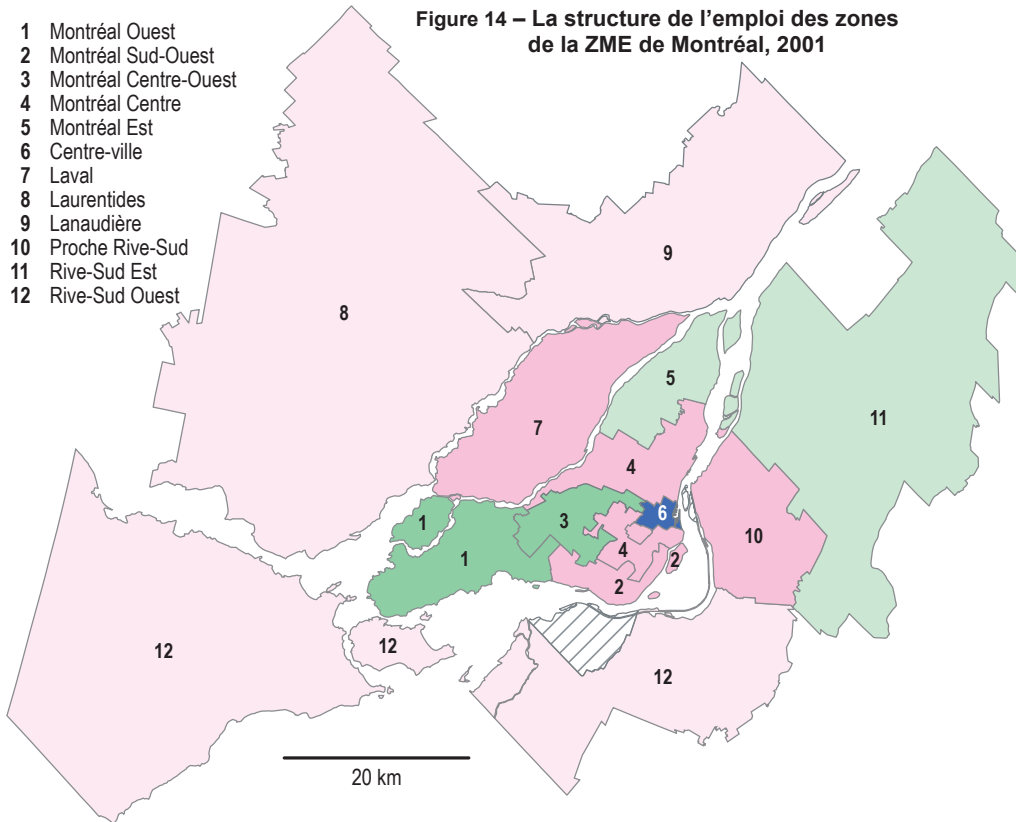 Figure 14 – La structure de l’emploi des zones
de la ZME de Montréal, 2001
1 Montréal Ouest
2 Montréal Sud-Ouest
3 Montréal Centre-Ouest
4 Montréal Centre
5 Montréal Est
6 Centre-ville
7 Laval
8 Laurentides
9 Lanaudière
10 Proche Rive-Sud
11 Rive-Sud Est
12 Rive-Sud Ouest
9
8
5
11
7
4
1
3
6
10
4
1
2
2
12
12
12
20 km